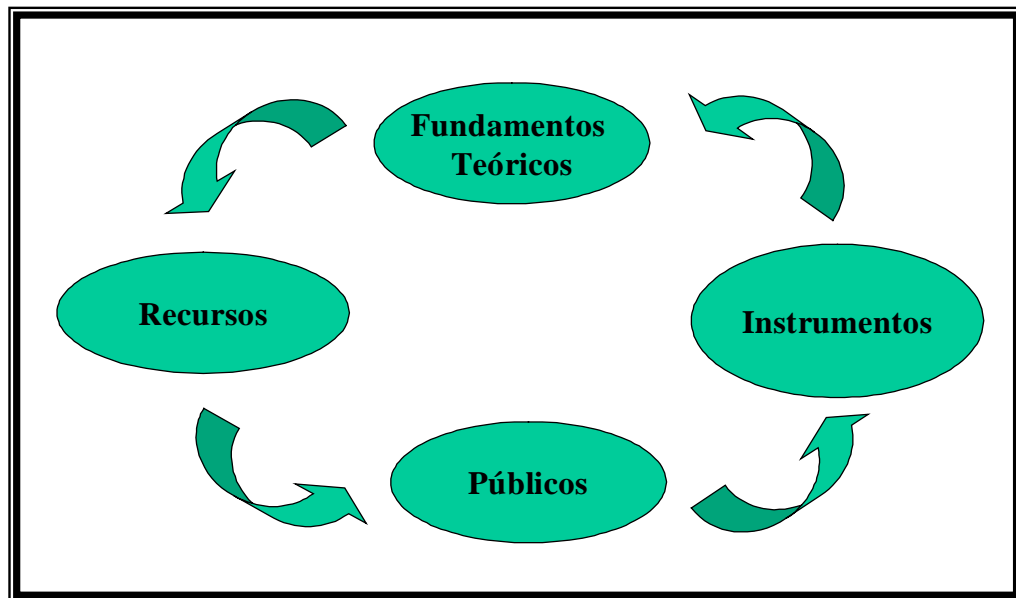 Fundamentos
Teóricos
Recursos
Instrumentos
Públicos